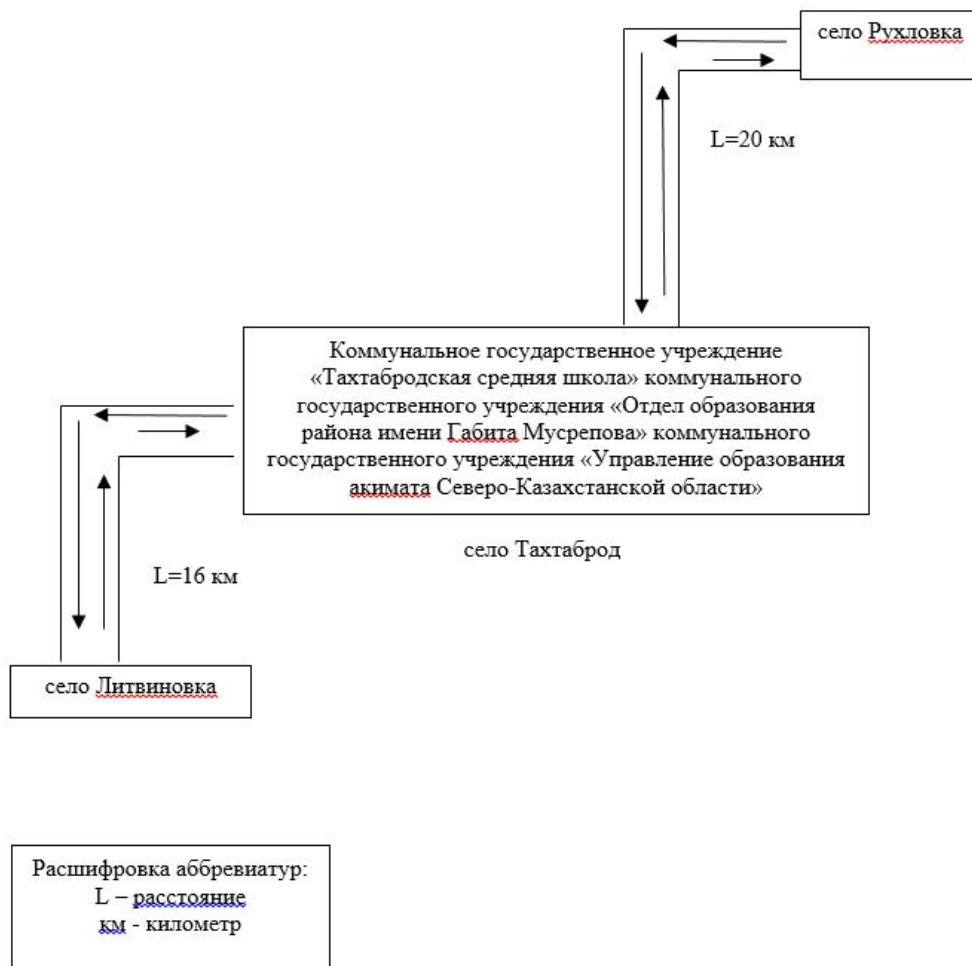 село Рухловка
L=20 км
Коммунальное государственное учреждение
«Тахтабродская средняя школа» коммунального
государственного учреждения «Отдел образования
района имени Габита Мусрепова» коммунального
государственного учреждения «Управление образования
акимата Северо-Казахстанской области»
село Тахтаброд
L=16 км
село Литвиновка
Расшифровка аббревиатур:
L – расстояние
км - километр